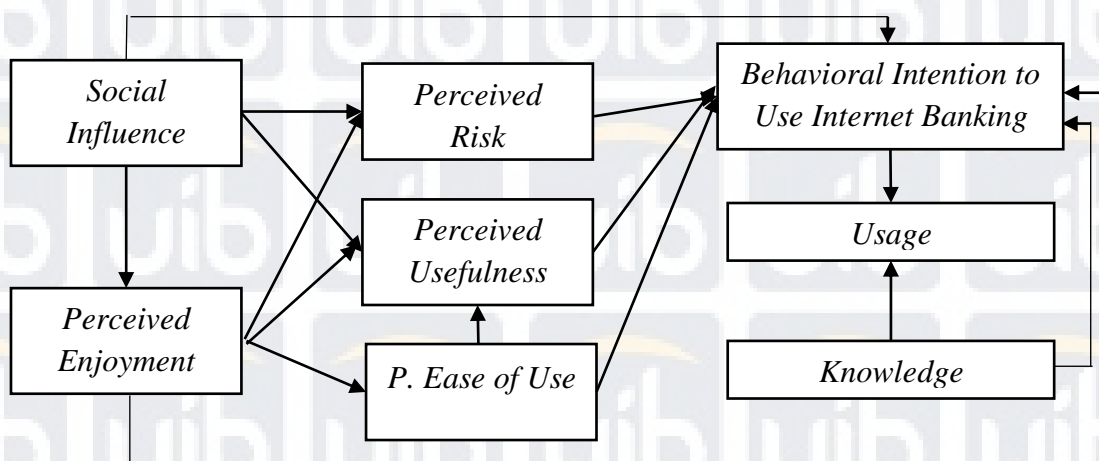 Social
Influence
Perceived
Risk
Behavioral Intention to
Use Internet Banking
Perceived
Usefulness
Usage
Perceived
Enjoyment
P. Ease of Use
Knowledge